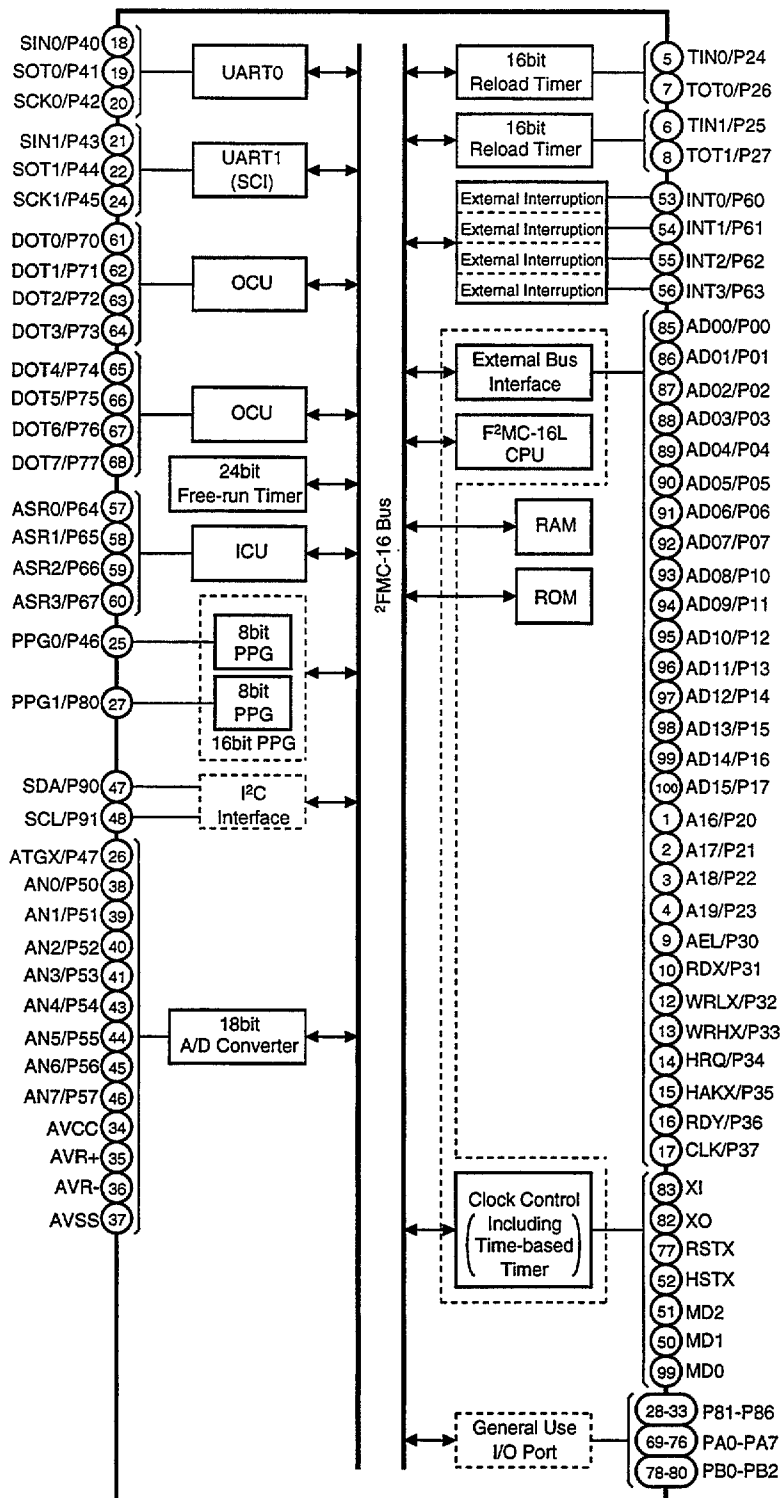 SIN0/P40 18
SOT0/P41 19
SCK0/P42 20
UART0
SIN1/P43 21
SOT1/P44 22
SCK1/P45 24
UART1
(SCI)
DOT0/P70 61
DOT1/P71 62
DOT2/P72 63
DOT3/P73 64
OCU
DOT4/P74 65
DOT5/P75 66
DOT6/P76 67
DOT7/P77 68
OCU
24bit
Free-run Timer
ASR0/P64 57
ASR1/P65 58
ASR2/P66 59
ASR3/P67 60
ICU
PPG0/P46 25
8bit
PPG
PPG1/P80 27
8bit
PPG
16bit PPG
SDA/P90 47
SCL/P91 48
I²C
Interface
ATGX/P47 26
AN0/P50 38
AN1/P51 39
AN2/P52 40
AN3/P53 41
AN4/P54 43
AN5/P55 44
AN6/P56 45
AN7/P57 46
AVCC 34
AVR+ 35
AVR- 36
AVSS 37
18bit
A/D Converter
²FMC-16 Bus
16bit
Reload Timer
5 TIN0/P24
7 TOT0/P26
16bit
Reload Timer
6 TIN1/P25
8 TOT1/P27
External Interruption 53 INT0/P60
External Interruption 54 INT1/P61
External Interruption 55 INT2/P62
External Interruption 56 INT3/P63
External Bus
Interface
F²MC-16L
CPU
RAM
ROM
85 AD00/P00
86 AD01/P01
87 AD02/P02
88 AD03/P03
89 AD04/P04
90 AD05/P05
91 AD06/P06
92 AD07/P07
93 AD08/P10
94 AD09/P11
95 AD10/P12
96 AD11/P13
97 AD12/P14
98 AD13/P15
99 AD14/P16
100 AD15/P17
1 A16/P20
2 A17/P21
3 A18/P22
4 A19/P23
9 AEL/P30
10 RDX/P31
12 WRLX/P32
13 WRHX/P33
14 HRQ/P34
15 HAKX/P35
16 RDY/P36
17 CLK/P37
Clock Control
(Including
Time-based
Timer)
83 XI
82 XO
77 RSTX
52 HSTX
51 MD2
50 MD1
99 MD0
General Use
I/O Port
28-33 P81-P86
69-76 PA0-PA7
78-80 PB0-PB2